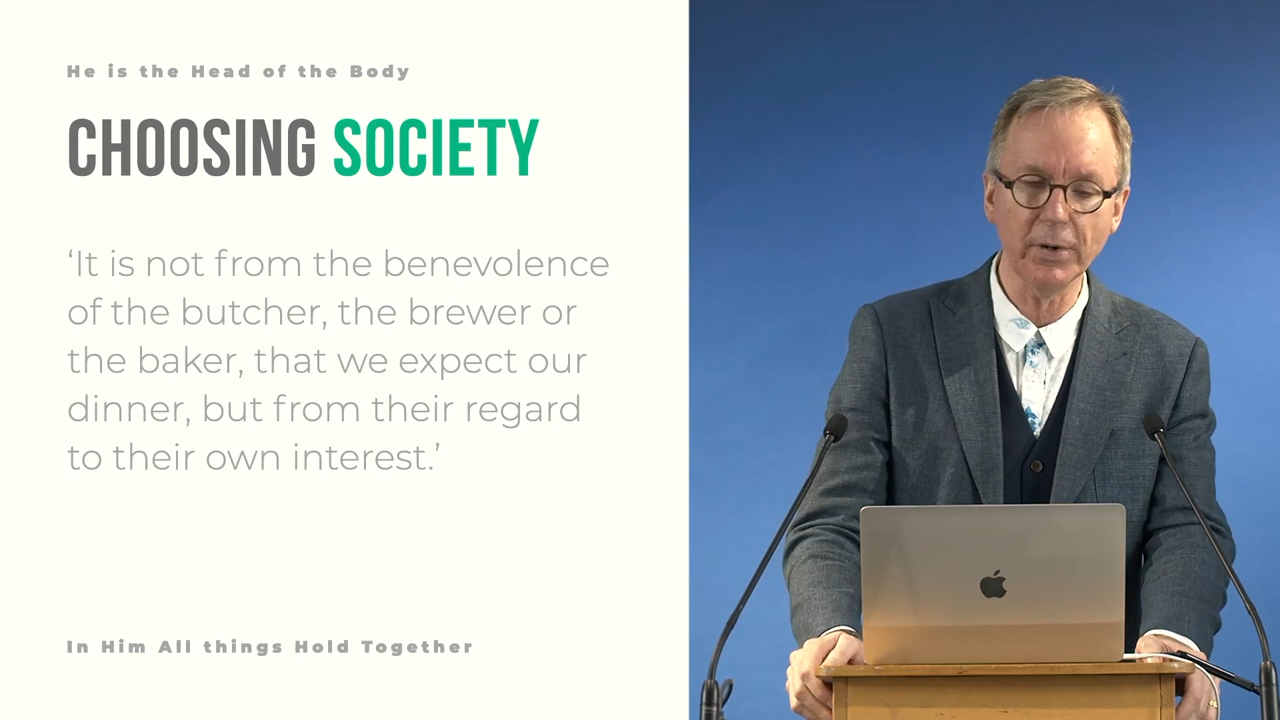 He is the Head of the Body
CHOOSING SOCIETY
‘It is not from the benevolence
of the butcher, the brewer or
the baker, that we expect our
dinner, but from their regard
to their own interest.’
In Him All things Hold Together